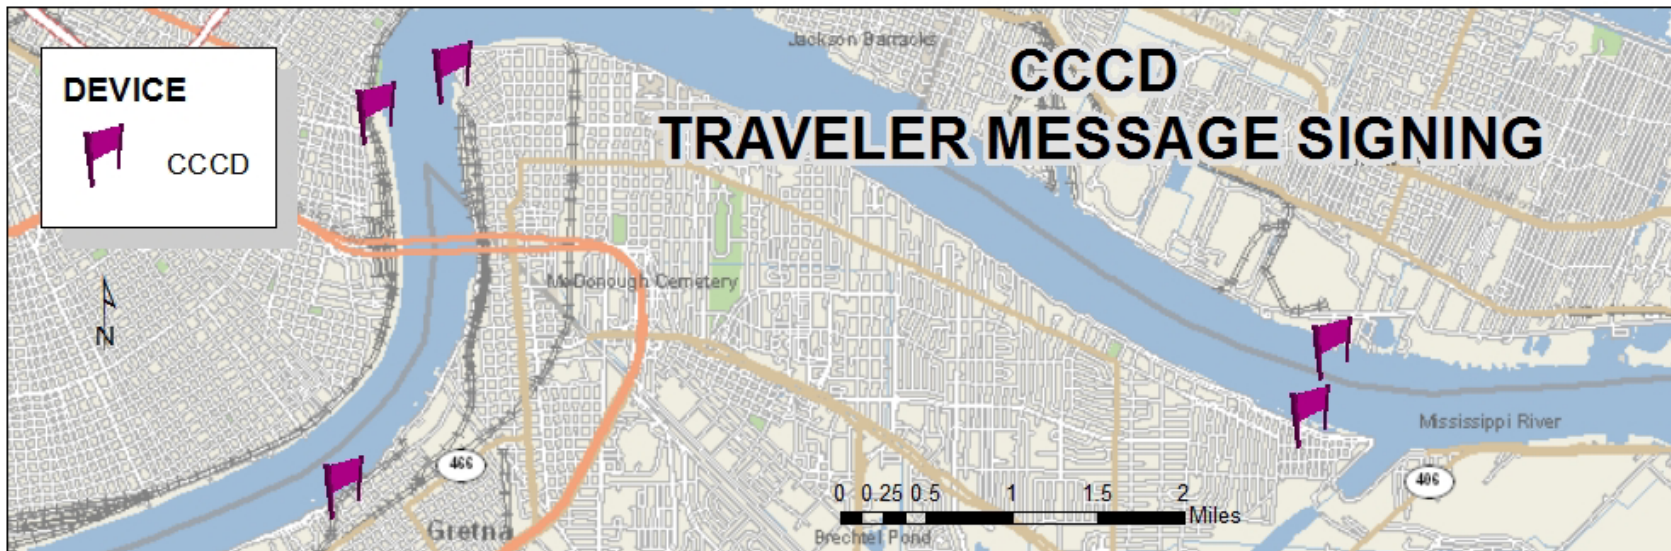 DEVICE
CCCD
CCCD
TRAVELER MESSAGE SIGNING
Jackson Barracks
McDonough Cemetery
N
Mississippi River
466
406
0 0.25 0.5 1 1.5 2
Miles
Gretna
Brechtel Pond